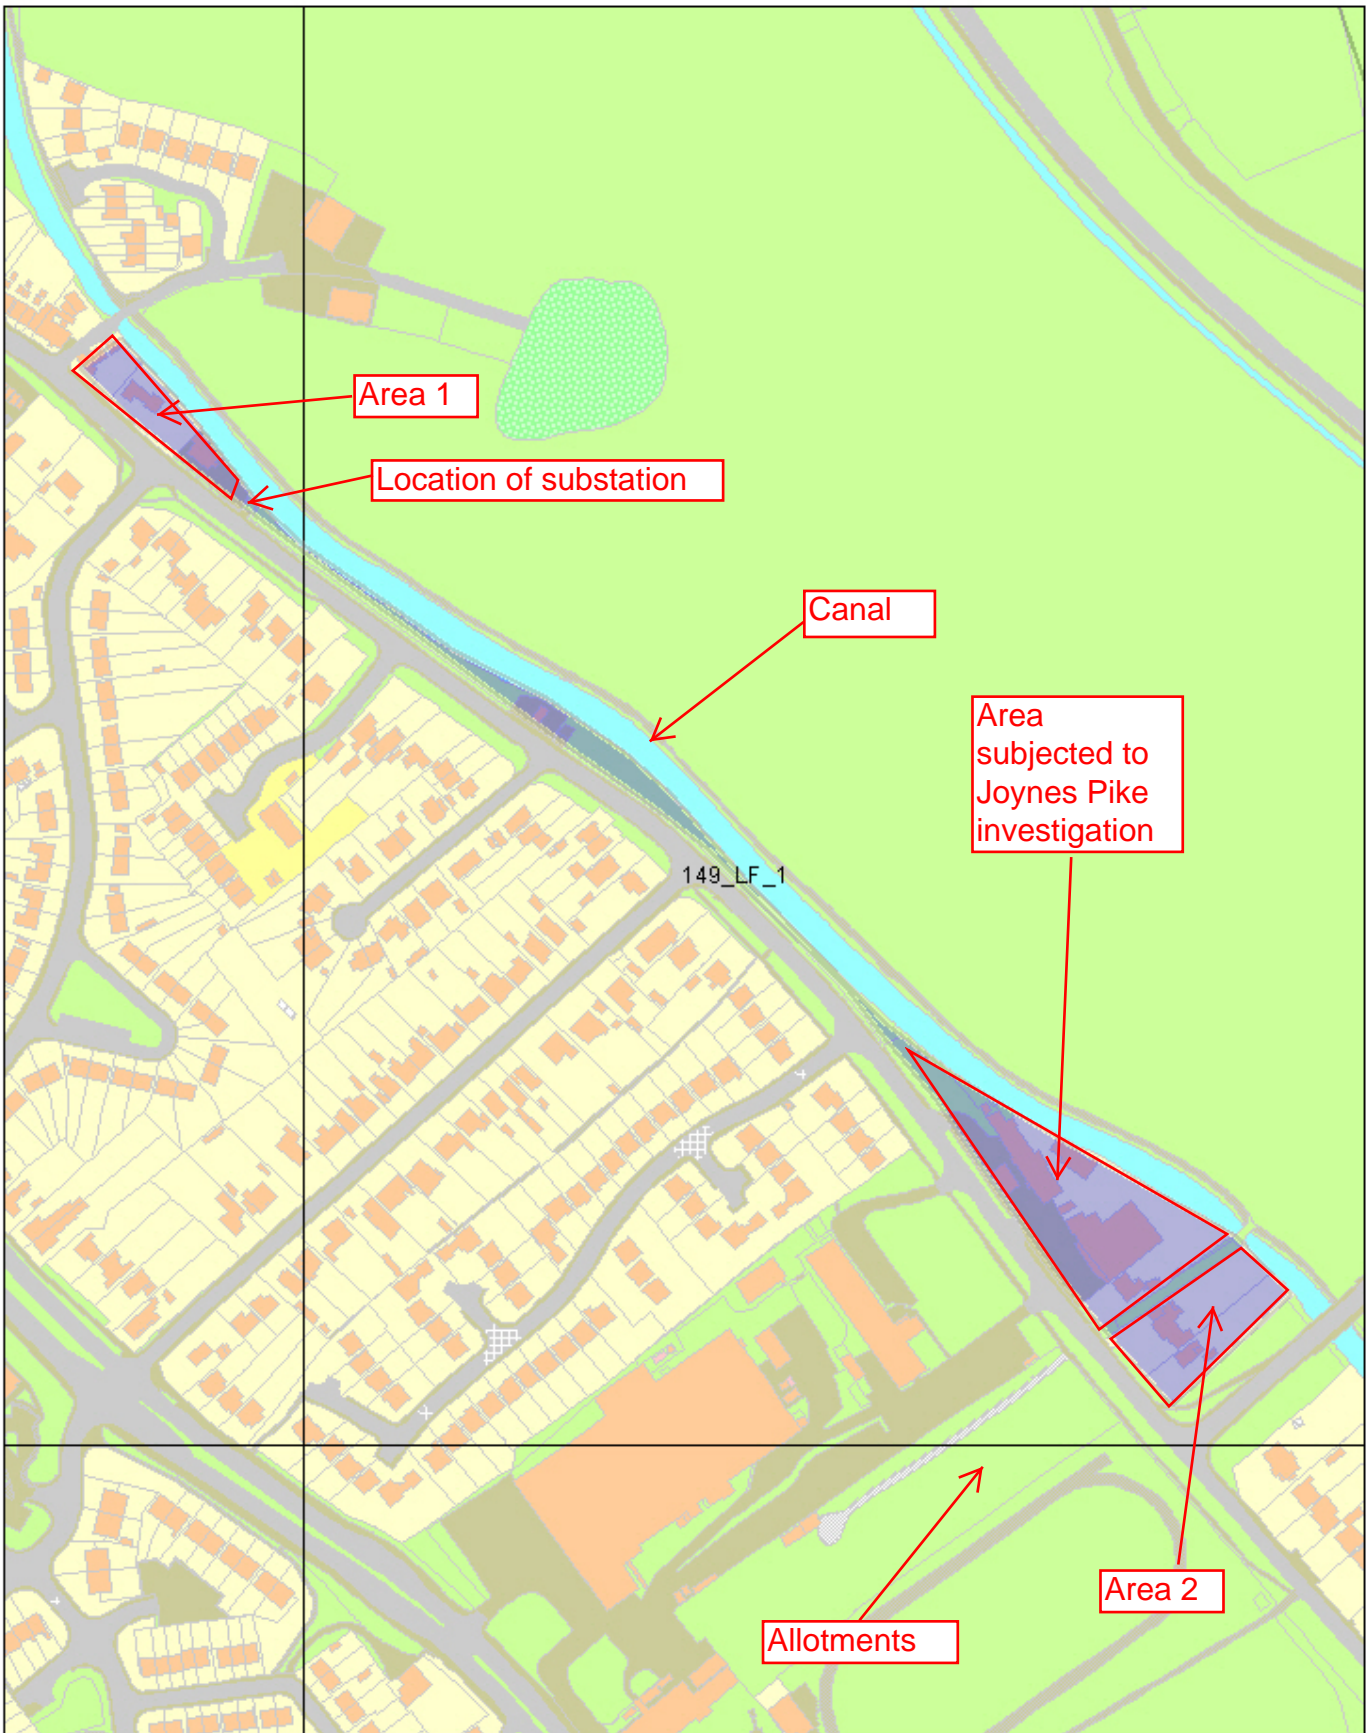 Area 1
Location of substation
Canal
Area
subjected to
Joynes Pike
investigation
149_LF_1
Area 2
Allotments